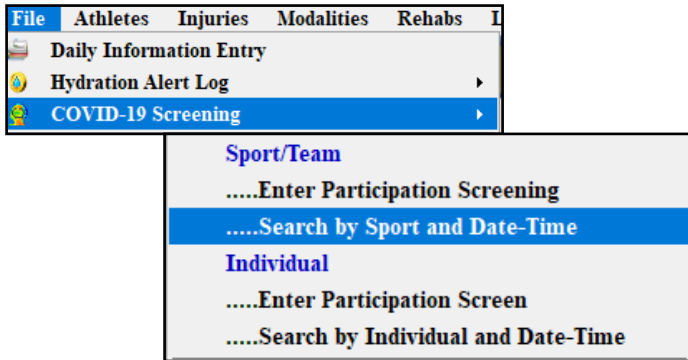 File Athletes Injuries Modalities Rehabs
Daily Information Entry
Hydration Alert Log
COVID-19 Screening
Sport/Team
.....Enter Participation Screening
.....Search by Sport and Date-Time
Individual
.....Enter Participation Screen
.....Search by Individual and Date-Time